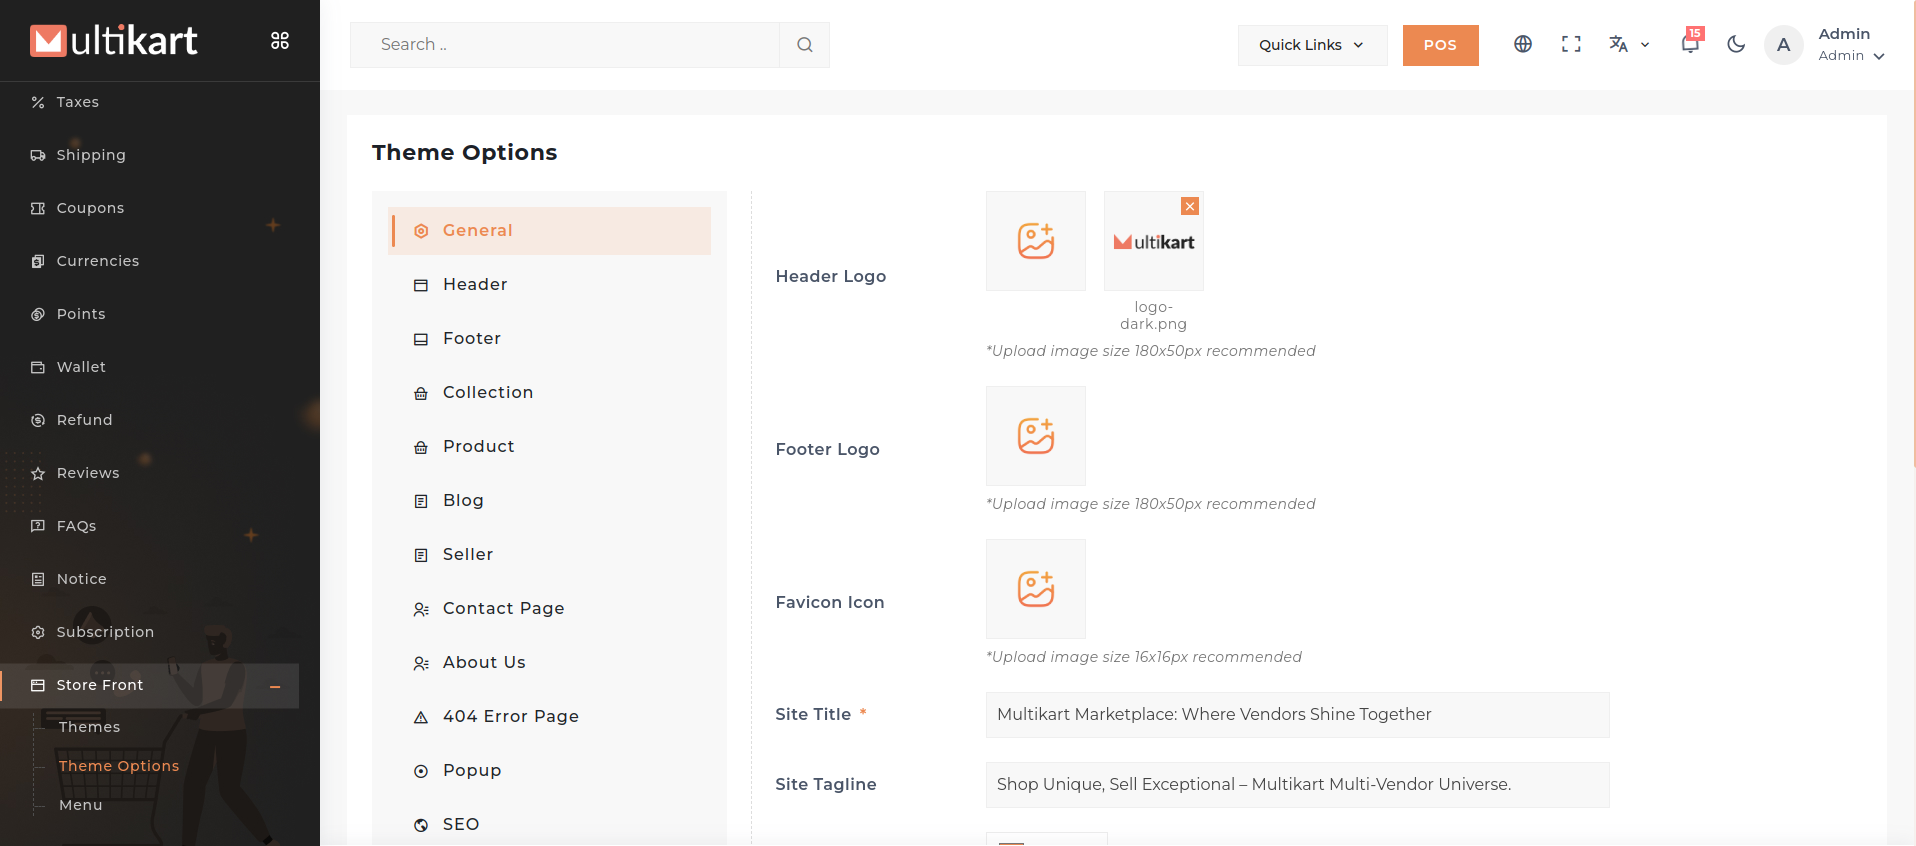 Multikart
Taxes
Shipping
Coupons
Currencies
Points
Wallet
Refund
Reviews
FAQs
Notice
Subscription
Store Front
Themes
Theme Options
Menu
Search ..
Quick Links
POS
15
A
Admin
Admin
Theme Options
General
Header
Footer
Collection
Product
Blog
Seller
Contact Page
About Us
404 Error Page
Popup
SEO
Header Logo
Multikart
logo-
dark.png
*Upload image size 180x50px recommended
Footer Logo
*Upload image size 180x50px recommended
Favicon Icon
*Upload image size 16x16px recommended
Site Title *
Multikart Marketplace: Where Vendors Shine Together
Site Tagline
Shop Unique, Sell Exceptional – Multikart Multi-Vendor Universe.